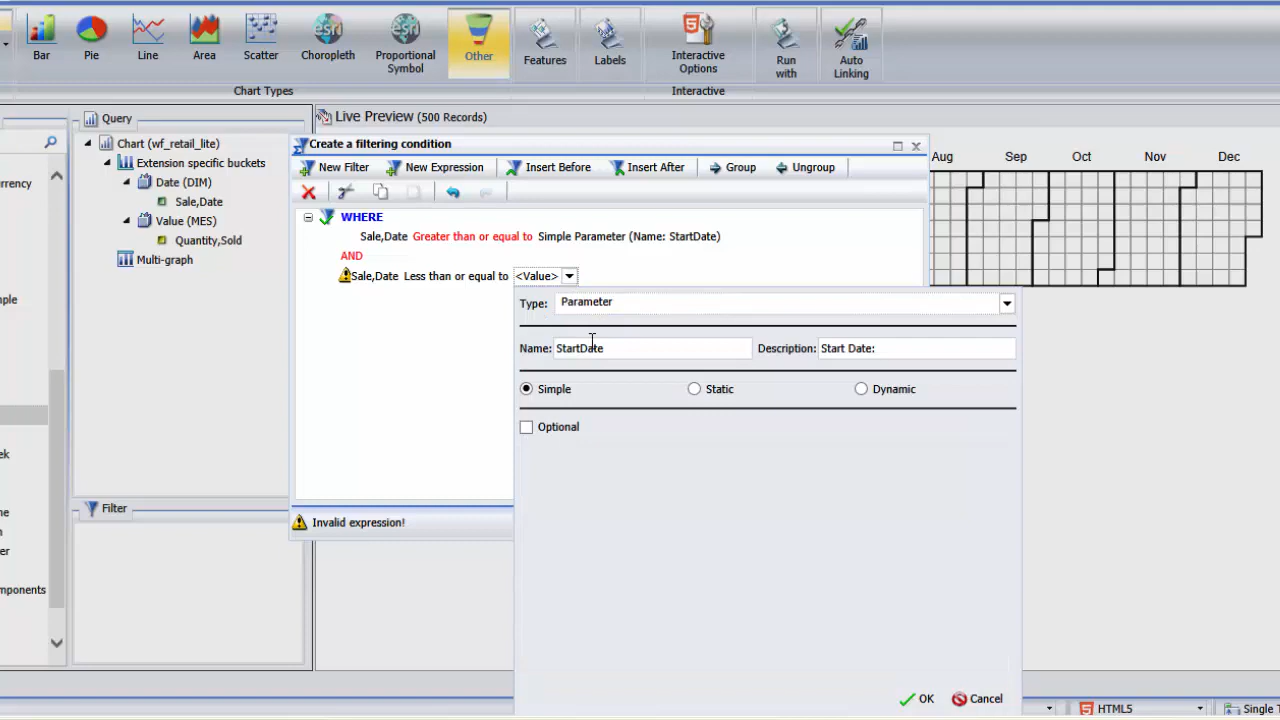 Bar
Pie
Line
Area
Scatter
Choropleth
Proportional
Symbol
Other
Features
Labels
Interactive
Options
Run
with
Auto
Linking
Chart Types
Interactive
Query
Live Preview (500 Records)
Chart (wf_retail_lite)
Extension specific buckets
Date (DIM)
Sale,Date
Value (MES)
Quantity,Sold
Multi-graph
Filter
Create a filtering condition
New Filter
New Expression
Insert Before
Insert After
Group
Ungroup
WHERE
Sale,Date Greater than or equal to Simple Parameter (Name: StartDate)
AND
Sale,Date Less than or equal to <Value>
Type: Parameter
Name: StartDate Description: Start Date:
Simple Static Dynamic
Optional
Invalid expression!
OK Cancel
Aug Sep Oct Nov Dec
HTML5
Single T
rrency
ple
ek
ne
n
er
mponents